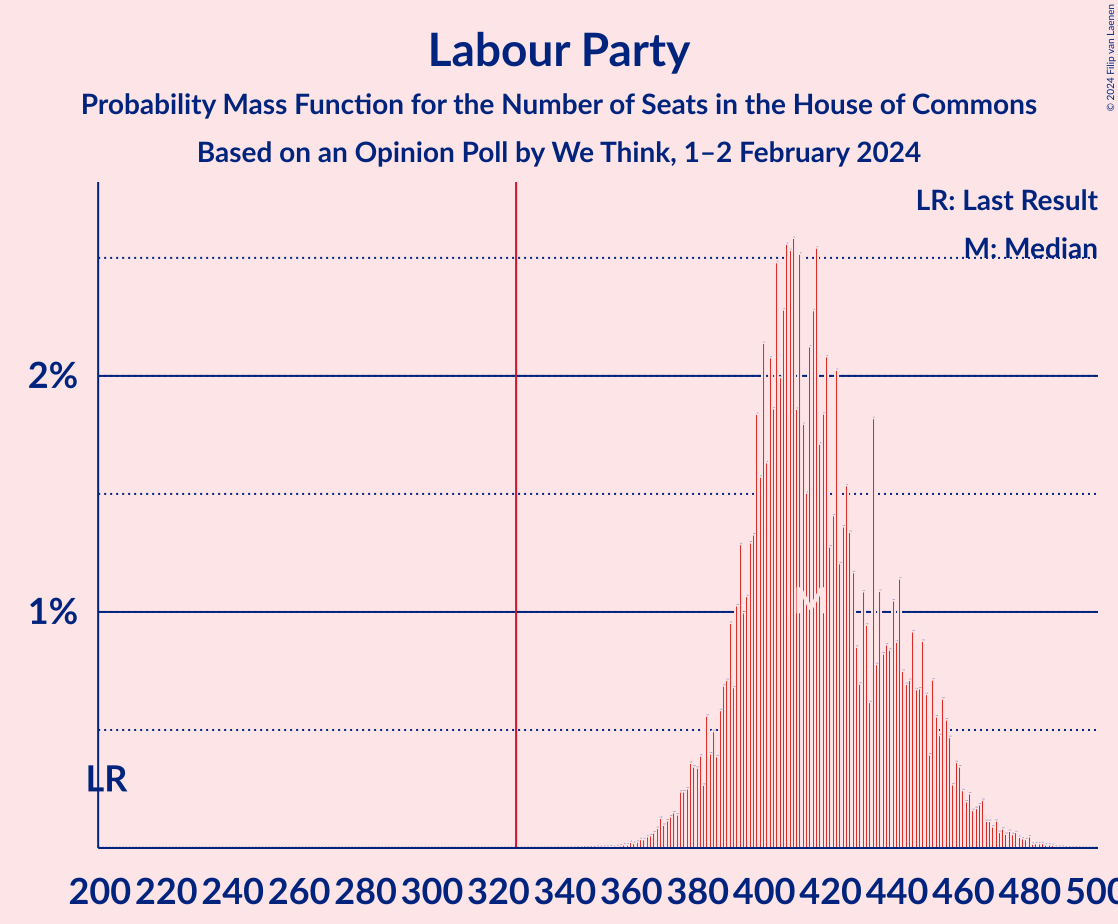 Labour Party
Probability Mass Function for the Number of Seats in the House of Commons
Based on an Opinion Poll by We Think, 1–2 February 2024
© 2024 Filip van Laenen
LR: Last Result
M: Median
2%
1%
LR
M
200 220 240 260 280 300 320 340 360 380 400 420 440 460 480 500